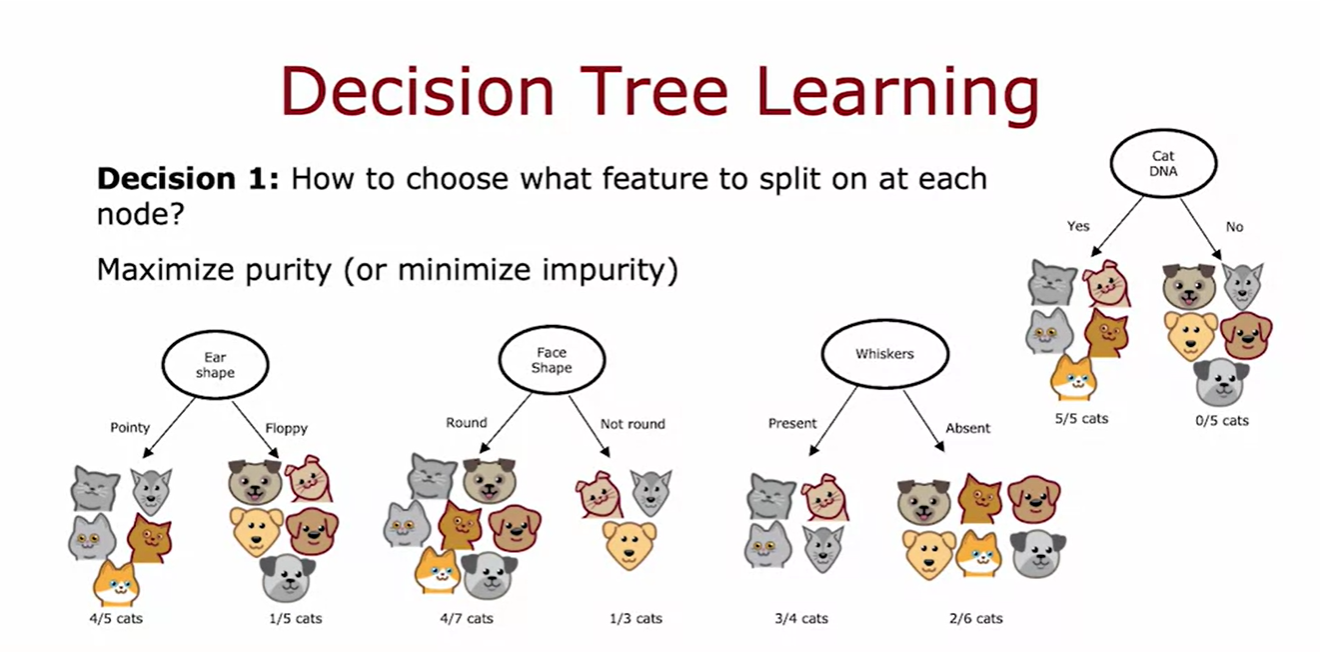 Decision Tree Learning
Decision 1: How to choose what feature to split on at each
node?
Maximize purity (or minimize impurity)
Cat
DNA
Yes
No
5/5 cats
0/5 cats
Ear
shape
Pointy
Floppy
4/5 cats
1/5 cats
Face
Shape
Round
Not round
4/7 cats
1/3 cats
Whiskers
Present
Absent
3/4 cats
2/6 cats